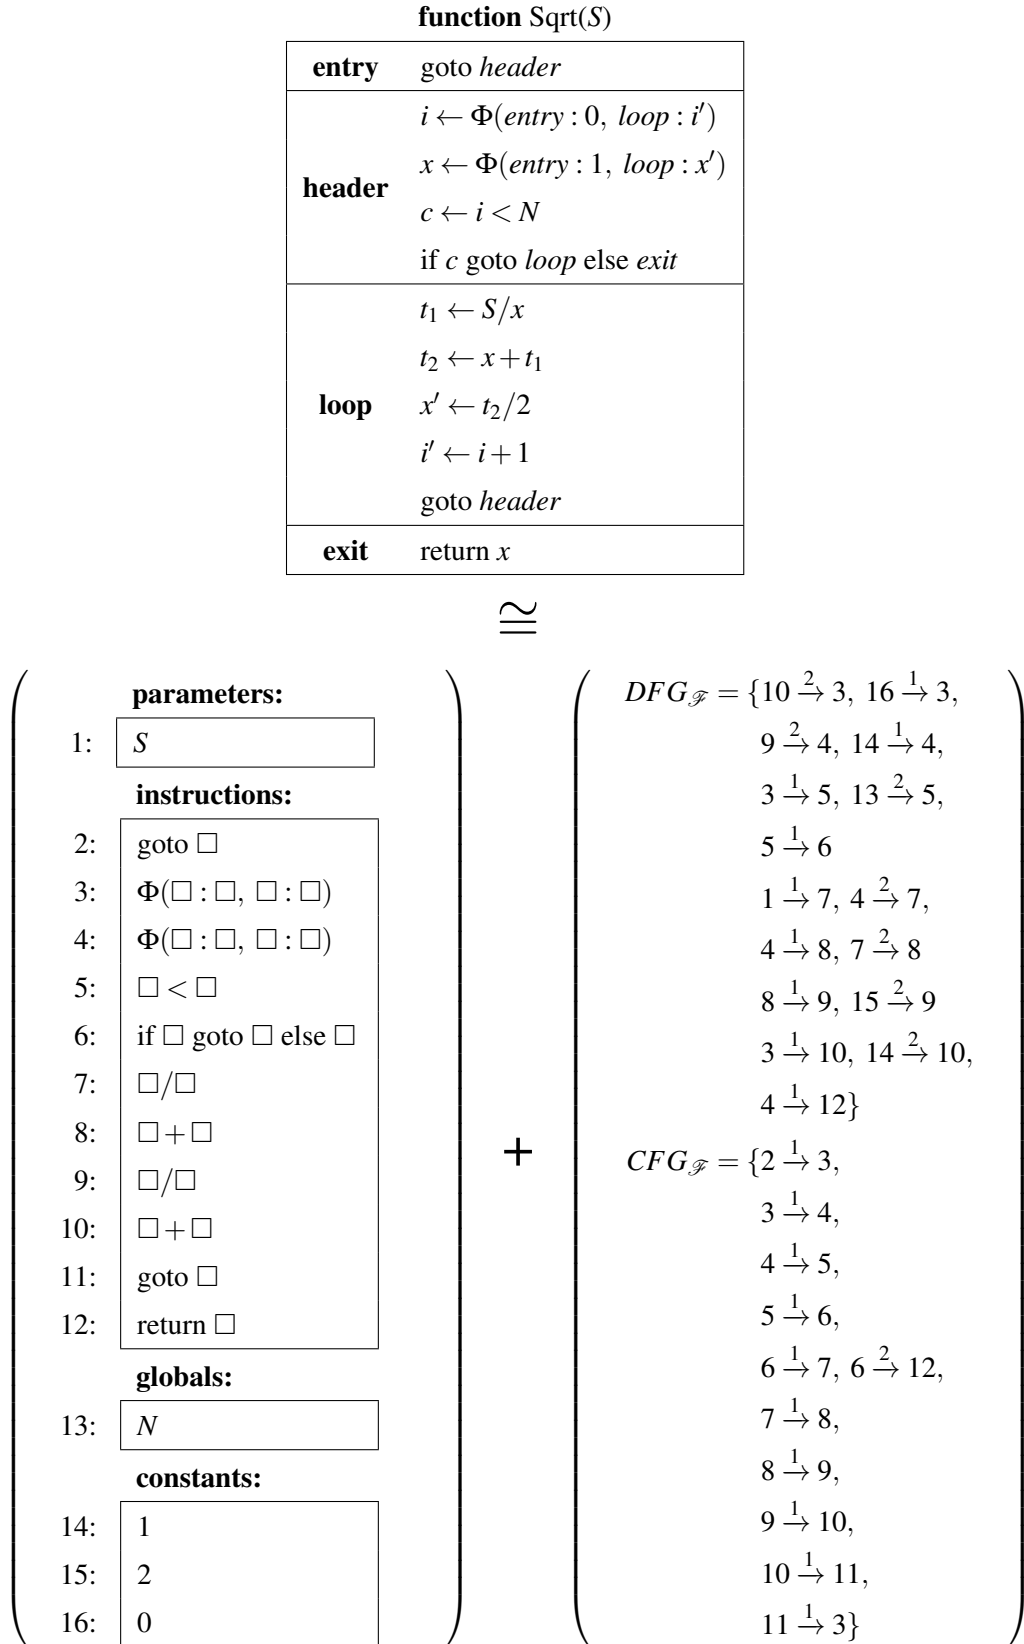 function Sqrt(S)
entry goto header
i ← Φ(entry : 0, loop : i′)
x ← Φ(entry : 1, loop : x′)
header
c ← i < N
if c goto loop else exit
t₁ ← S/x
t₂ ← x + t₁
loop x′ ← t₂/2
i′ ← i + 1
goto header
exit return x
≅
parameters:
1: S
instructions:
2: goto □
3: Φ(□ : □, □ : □)
4: Φ(□ : □, □ : □)
5: □ < □
6: if □ goto □ else □
7: □/□
8: □ + □
9: □/□
10: □ + □
11: goto □
12: return □
globals:
13: N
constants:
14: 1
15: 2
16: 0
+
DFG_ℱ = {10 →² 3, 16 →¹ 3,
9 →² 4, 14 →¹ 4,
3 →¹ 5, 13 →² 5,
5 →¹ 6
1 →¹ 7, 4 →² 7,
4 →¹ 8, 7 →² 8
8 →¹ 9, 15 →² 9
3 →¹ 10, 14 →² 10,
4 →¹ 12}
CFG_ℱ = {2 →¹ 3,
3 →¹ 4,
4 →¹ 5,
5 →¹ 6,
6 →¹ 7, 6 →² 12,
7 →¹ 8,
8 →¹ 9,
9 →¹ 10,
10 →¹ 11,
11 →¹ 3}